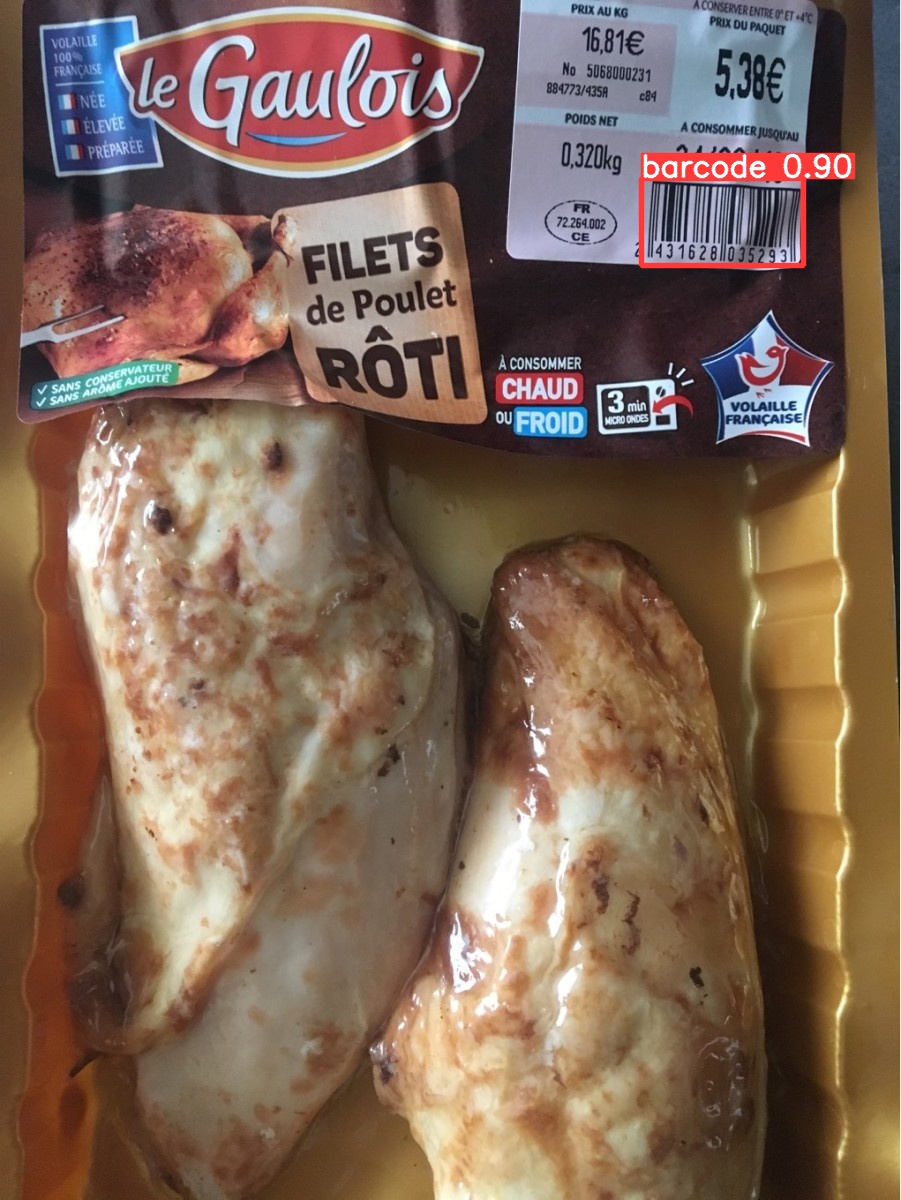 VOLAILLE
100%
FRANÇAISE
NÉE
ÉLEVÉE
PRÉPARÉE
le Gaulois
FILETS
de Poulet
RÔTI
✓ SANS CONSERVATEUR
✓ SANS ARÔME AJOUTÉ
PRIX AU KG
16,81€
No 5068000231
884773/435A c84
POIDS NET
0,320kg
FR
72.264.002
CE
A CONSERVER ENTRE 0° ET +4°C
PRIX DU PAQUET
5,38€
A CONSOMMER JUSQU'AU
barcode 0.90
2 431628 035293
À CONSOMMER
CHAUD
OU FROID
3 min
MICRO ONDES
VOLAILLE
FRANÇAISE